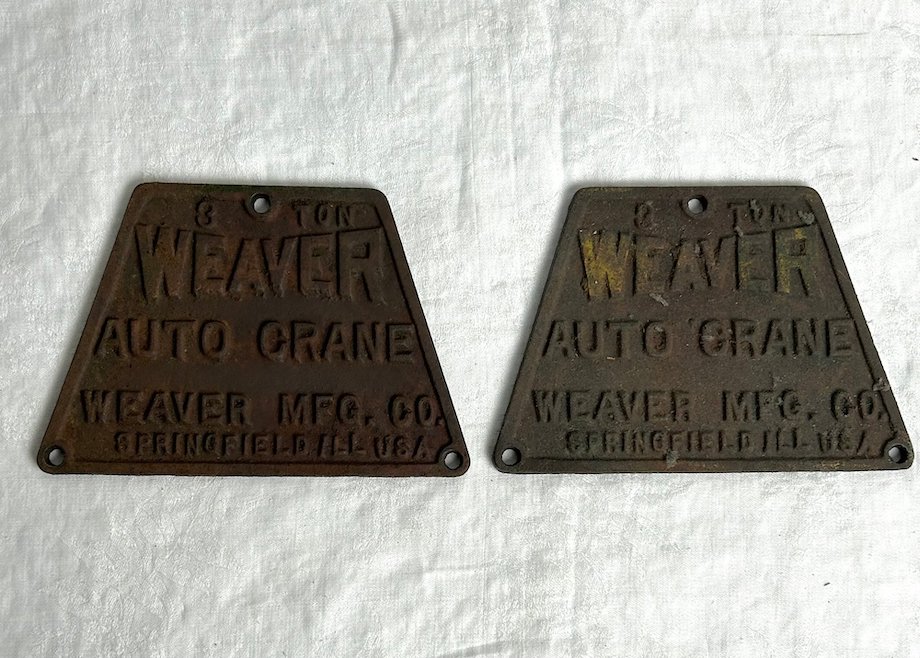 3 TON
WEAVER
AUTO CRANE
WEAVER MFG. CO.
SPRINGFIELD ILL USA
TON
WEAVER
AUTO CRANE
WEAVER MFG. CO.
SPRINGFIELD ILL USA